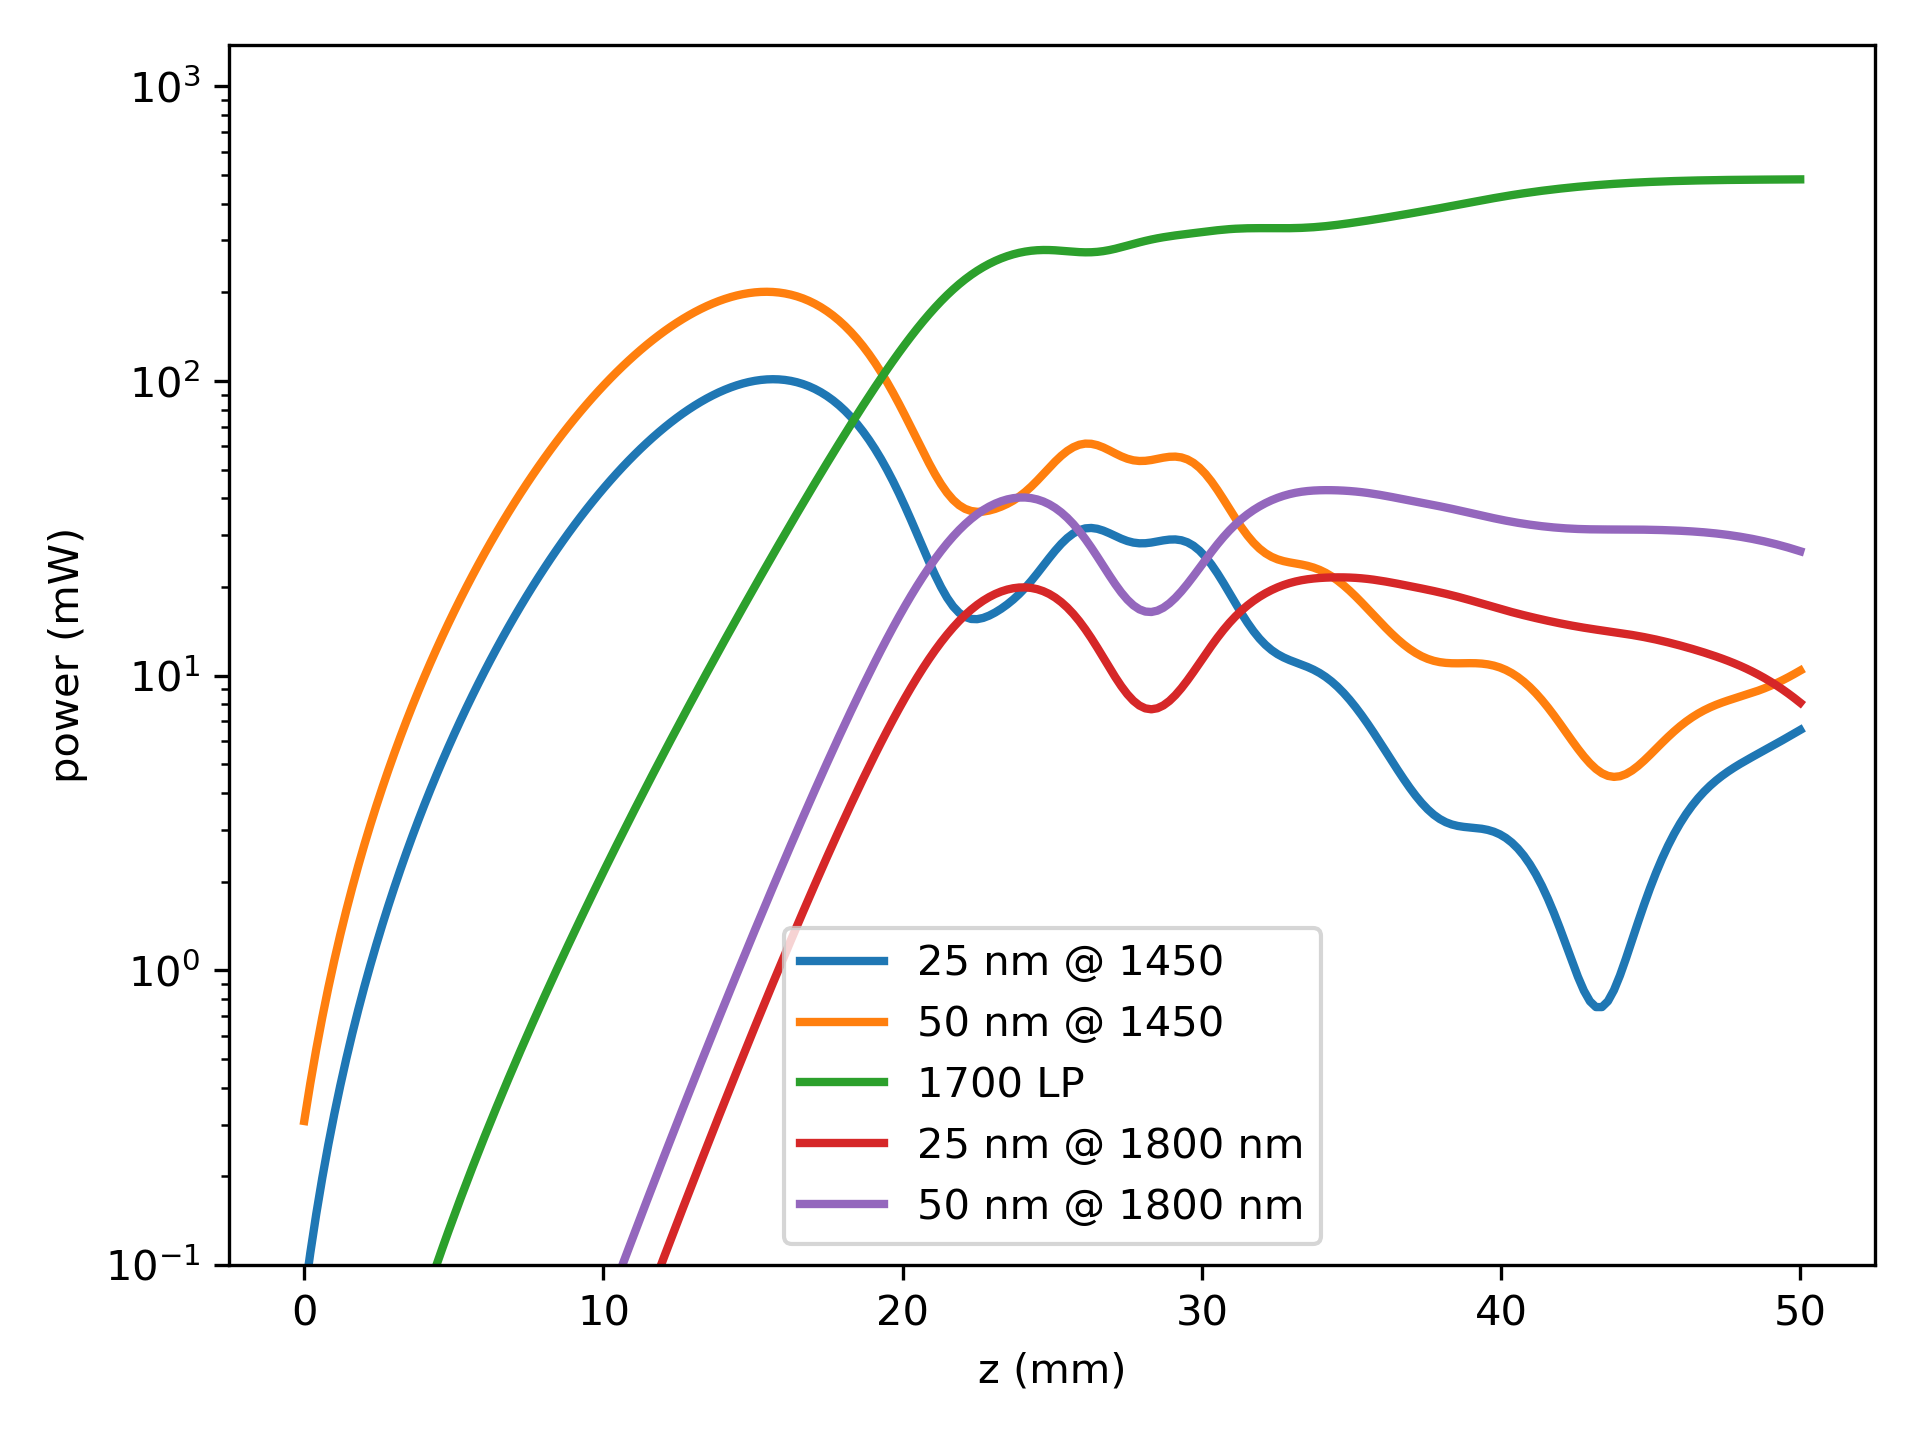 10³
10²
10¹
10⁰
10⁻¹
power (mW)
25 nm @ 1450
50 nm @ 1450
1700 LP
25 nm @ 1800 nm
50 nm @ 1800 nm
0 10 20 30 40 50
z (mm)